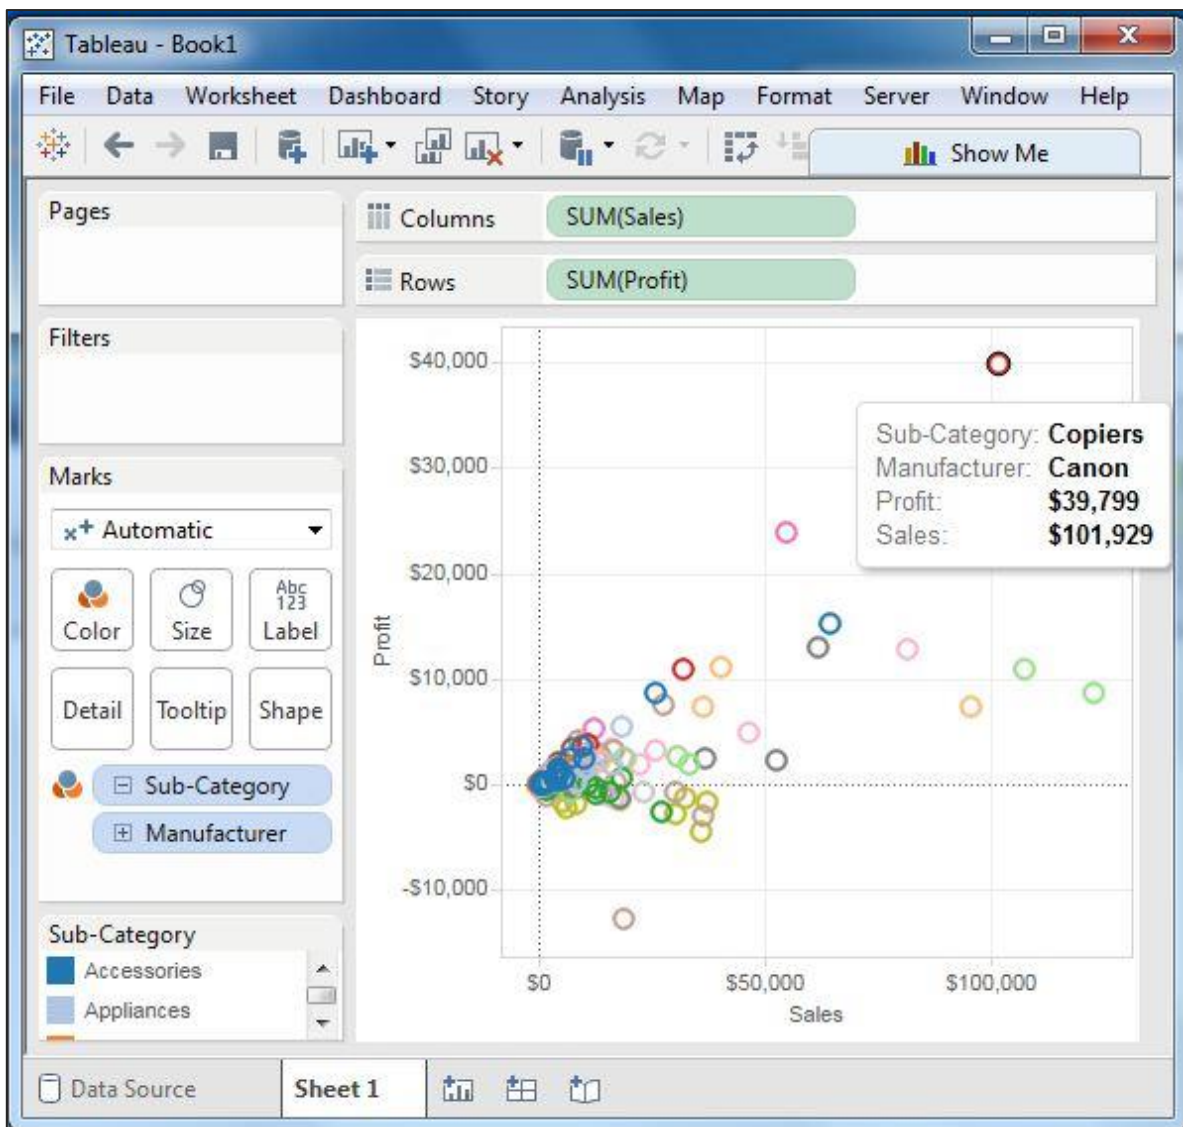 Tableau - Book1
File Data Worksheet Dashboard Story Analysis Map Format Server Window Help
Show Me
Pages
Columns SUM(Sales)
Rows SUM(Profit)
Filters
Marks
Automatic
Color Size Abc 123 Label
Detail Tooltip Shape
Sub-Category
Manufacturer
Sub-Category
Accessories
Appliances
$40,000
$30,000
$20,000
$10,000
$0
-$10,000
Profit
Sub-Category: Copiers
Manufacturer: Canon
Profit: $39,799
Sales: $101,929
$0 $50,000 $100,000
Sales
Data Source Sheet 1